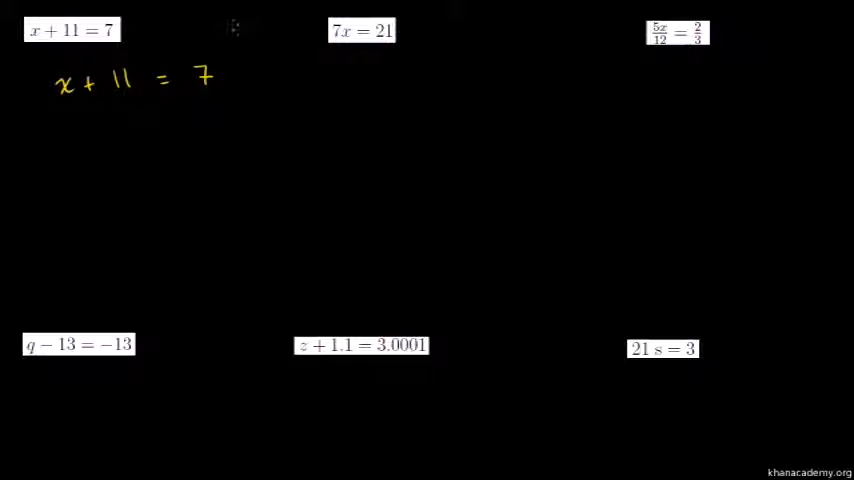 x + 11 = 7
7x = 21
5x/12 = 2/3
x + 11 = 7
q − 13 = −13
z + 1.1 = 3.0001
21 s = 3
khanacademy.org